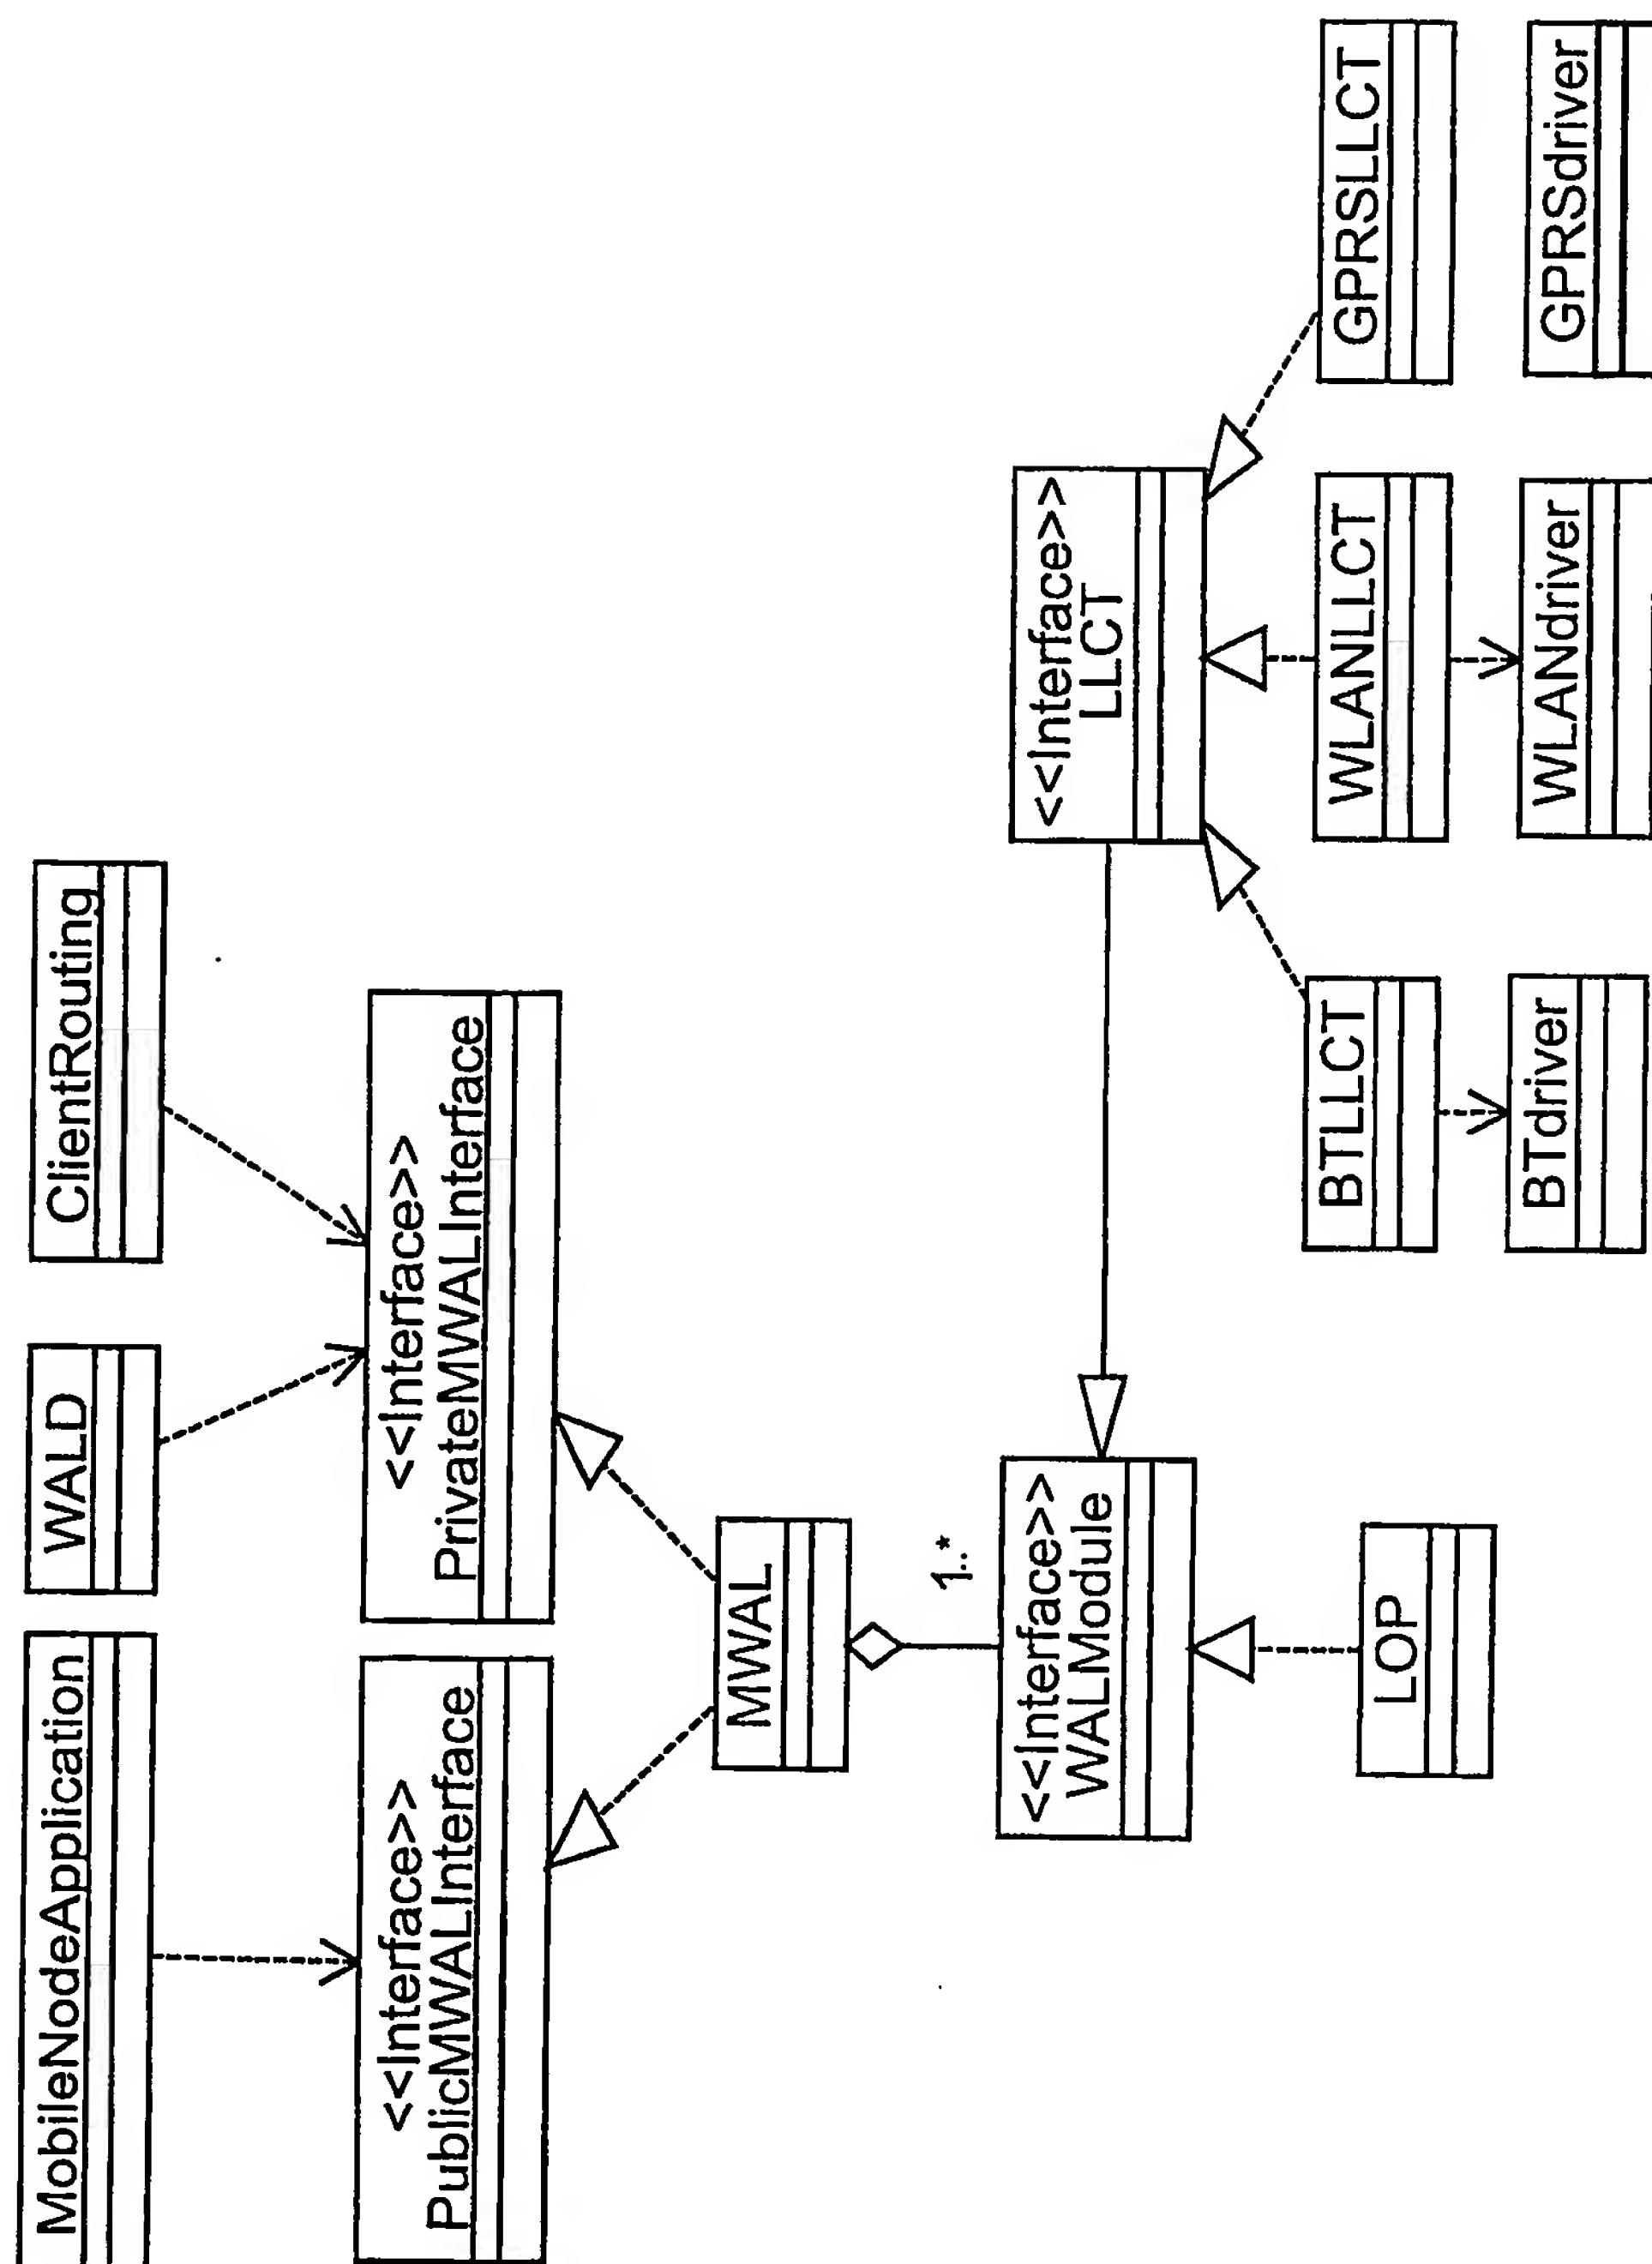 MobileNodeApplication
WALD
ClientRouting
<<Interface>>
PublicMWALInterface
<<Interface>>
PrivateMWALInterface
MWAL
1..*
<<Interface>>
WALModule
<<Interface>>
LLCT
LOP
BTLLCT
WLANLLCT
GPRSLLCT
BTdriver
WLANdriver
GPRSdriver